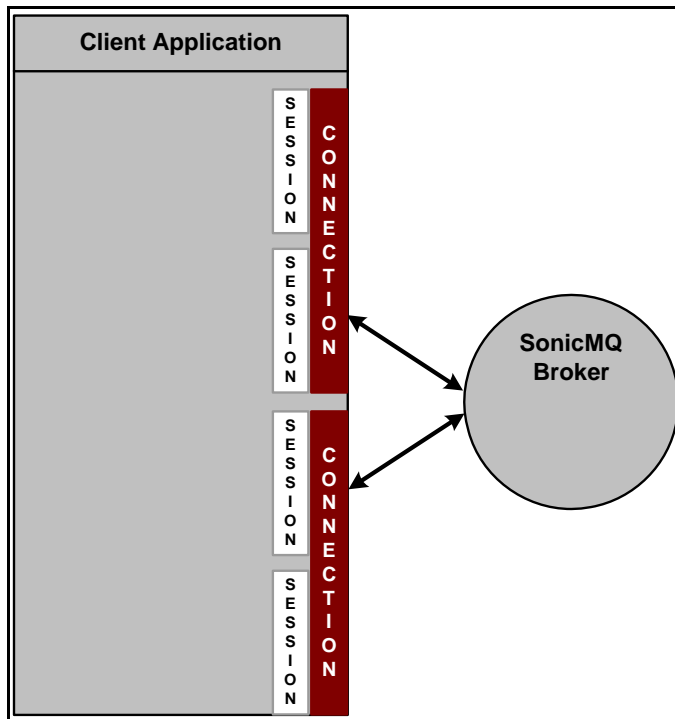 Client Application
SESSION
CONNECTION
SESSION
SonicMQ
Broker
SESSION
CONNECTION
SESSION